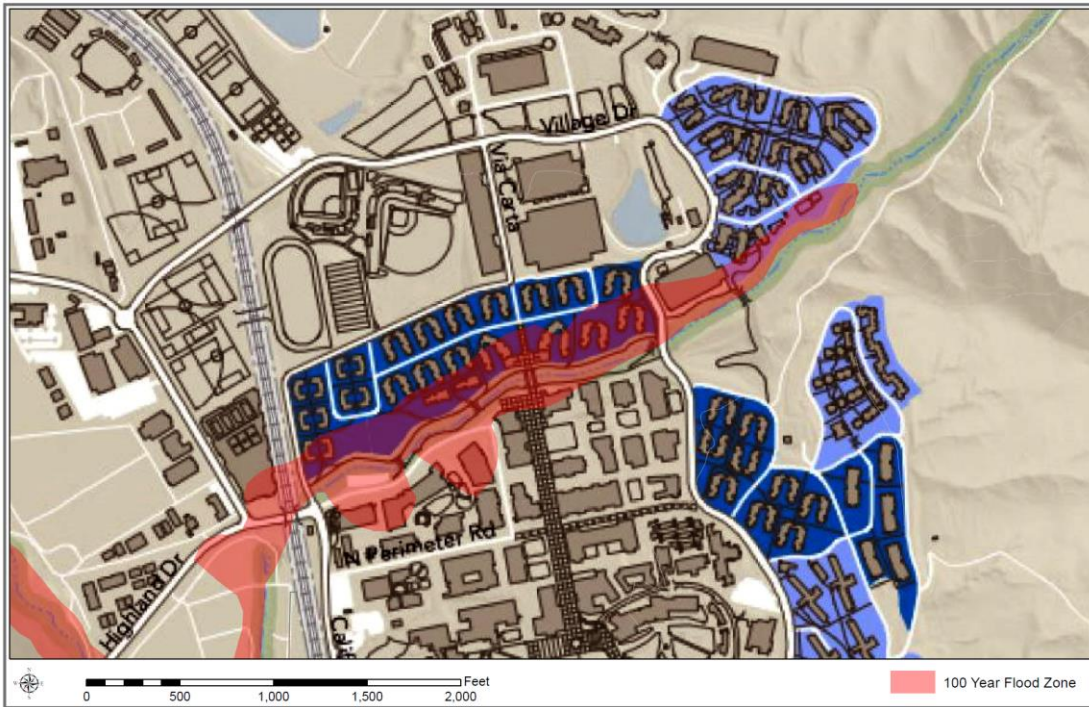 Village Dr
Via Carta
N Perimeter Rd
Highland Dr
Calif
Feet
0 500 1,000 1,500 2,000
100 Year Flood Zone